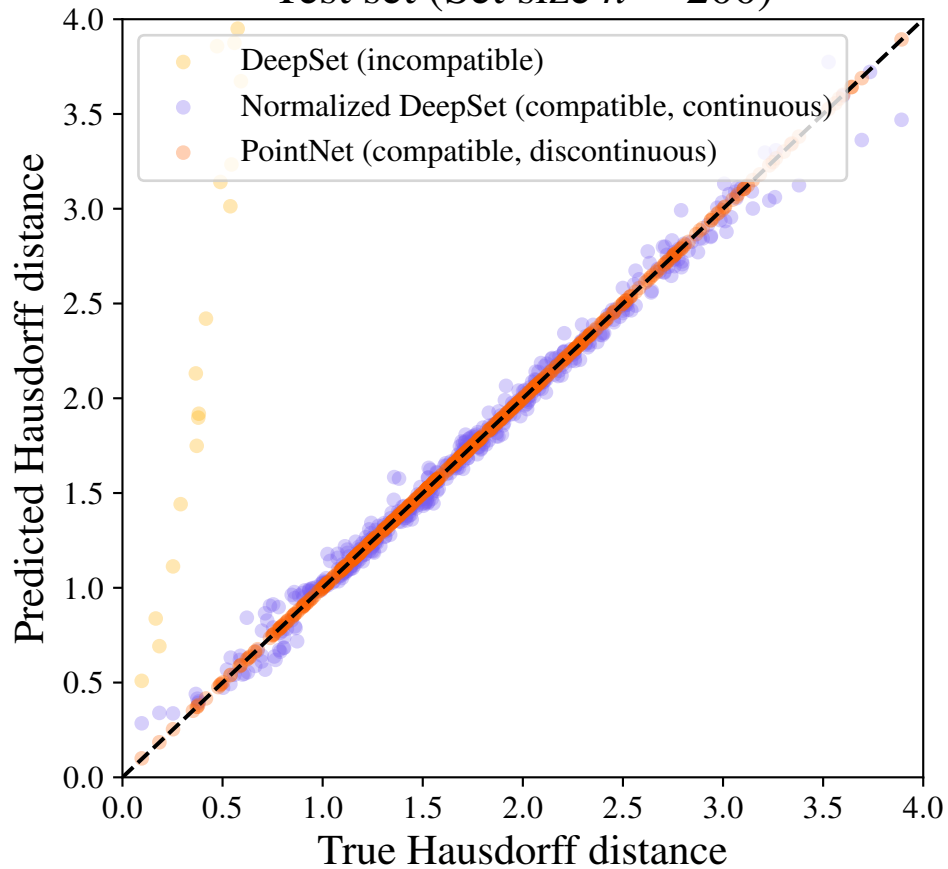 4.0
DeepSet (incompatible)
Normalized DeepSet (compatible, continuous)
PointNet (compatible, discontinuous)
3.5
3.0
2.5
2.0
1.5
1.0
0.5
0.0
Predicted Hausdorff distance
0.0 0.5 1.0 1.5 2.0 2.5 3.0 3.5 4.0
True Hausdorff distance